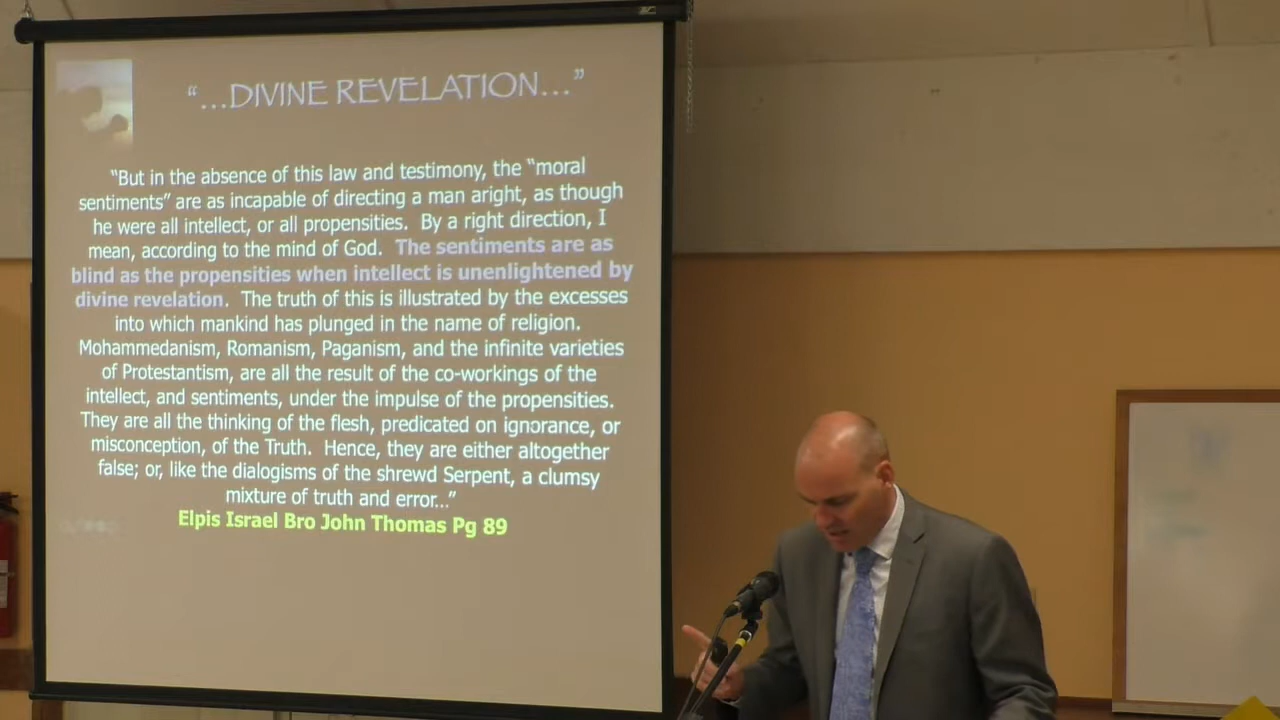 “...DIVINE REVELATION...”
“But in the absence of this law and testimony, the “moral
sentiments” are as incapable of directing a man aright, as though
he were all intellect, or all propensities. By a right direction, I
mean, according to the mind of God. The sentiments are as
blind as the propensities when intellect is unenlightened by
divine revelation. The truth of this is illustrated by the excesses
into which mankind has plunged in the name of religion.
Mohammedanism, Romanism, Paganism, and the infinite varieties
of Protestantism, are all the result of the co-workings of the
intellect, and sentiments, under the impulse of the propensities.
They are all the thinking of the flesh, predicated on ignorance, or
misconception, of the Truth. Hence, they are either altogether
false; or, like the dialogisms of the shrewd Serpent, a clumsy
mixture of truth and error...”
Elpis Israel Bro John Thomas Pg 89